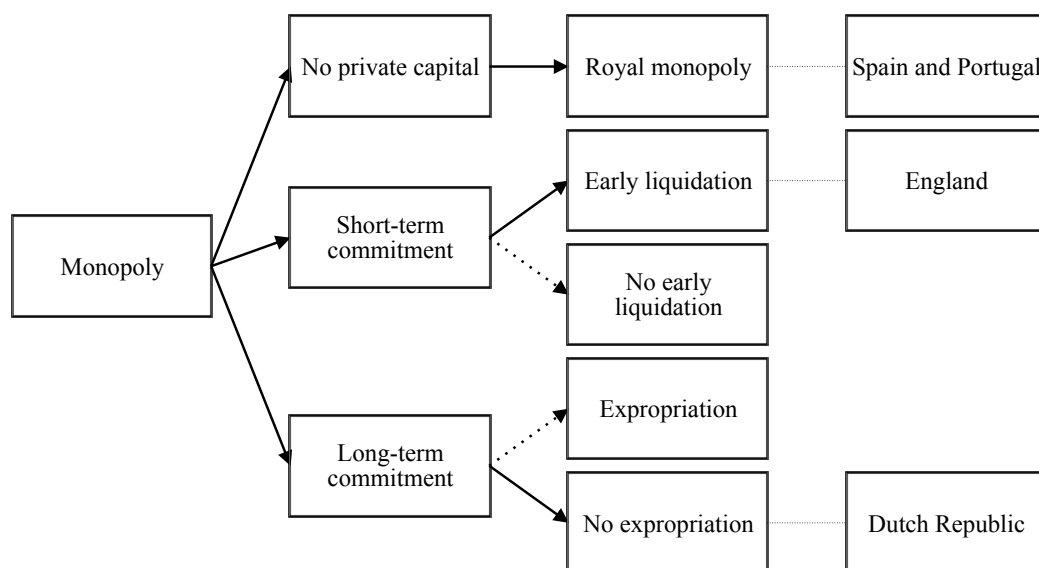 No private capital
Royal monopoly
Spain and Portugal
Early liquidation
England
Short-term
commitment
Monopoly
No early
liquidation
Expropriation
Long-term
commitment
No expropriation
Dutch Republic